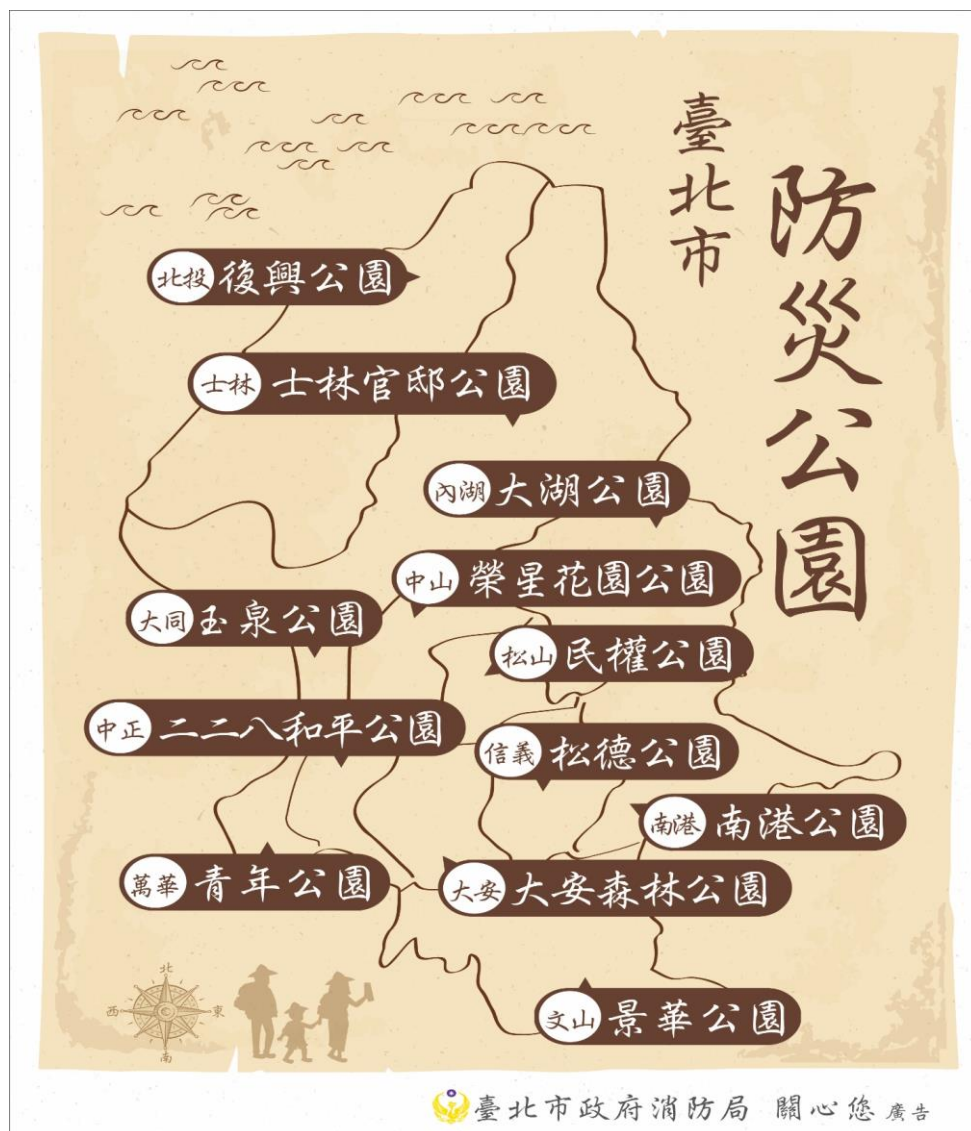 臺北市
防災公園
北投 復興公園
士林 士林官邸公園
內湖 大湖公園
中山 榮星花園公園
大同 玉泉公園
松山 民權公園
中正 二二八和平公園
信義 松德公園
南港 南港公園
萬華 青年公園
大安 大安森林公園
文山 景華公園
北
西
東
南
臺北市政府消防局 關心您 廣告